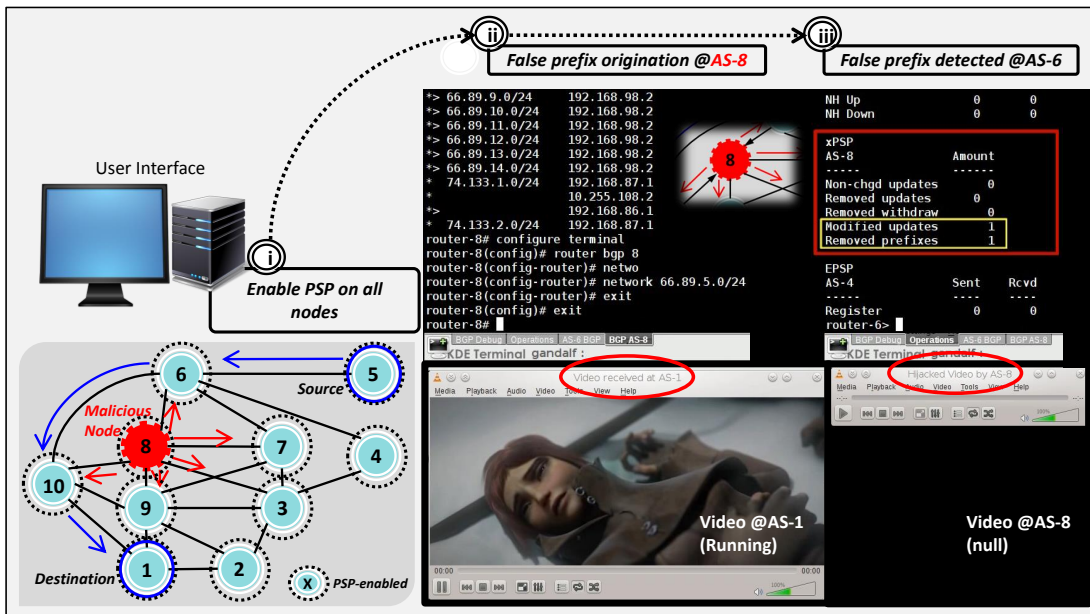 ii
iii
False prefix origination @AS-8
False prefix detected @AS-6
User Interface
i
Enable PSP on all
nodes
*> 66.89.9.0/24 192.168.98.2
*> 66.89.10.0/24 192.168.98.2
*> 66.89.11.0/24 192.168.98.2
*> 66.89.12.0/24 192.168.98.2
*> 66.89.13.0/24 192.168.98.2
*> 66.89.14.0/24 192.168.98.2
* 74.133.1.0/24 192.168.87.1
* 10.255.108.2
*> 192.168.86.1
* 74.133.2.0/24 192.168.87.1
router-8# configure terminal
router-8(config)# router bgp 8
router-8(config-router)# netwo
router-8(config-router)# network 66.89.5.0/24
router-8(config-router)# exit
router-8(config)# exit
router-8#
8
BGP Debug Operations AS-6 BGP BGP AS-8
KDE Terminal gandalf :
NH Up 0 0
NH Down 0 0
xPSP
AS-8 Amount
----- ------
Non-chgd updates 0
Removed updates 0
Removed withdraw 0
Modified updates 1
Removed prefixes 1
EPSP
AS-4 Sent Rcvd
----- ---- ----
Register 0 0
router-6>
BGP Debug Operations AS-6 BGP BGP AS-8
KDE Terminal gandalf :
6
5
Source
Malicious
Node
8
7
4
10
9
3
Destination
1
2
X
PSP-enabled
Video received at AS-1
Media Playback Audio Video Tools View Help
Video @AS-1
(Running)
00:00 00:00
100%
Hijacked Video by AS-8
Media Playback Audio Video Tools View Help
--:-- --:--
100%
Video @AS-8
(null)